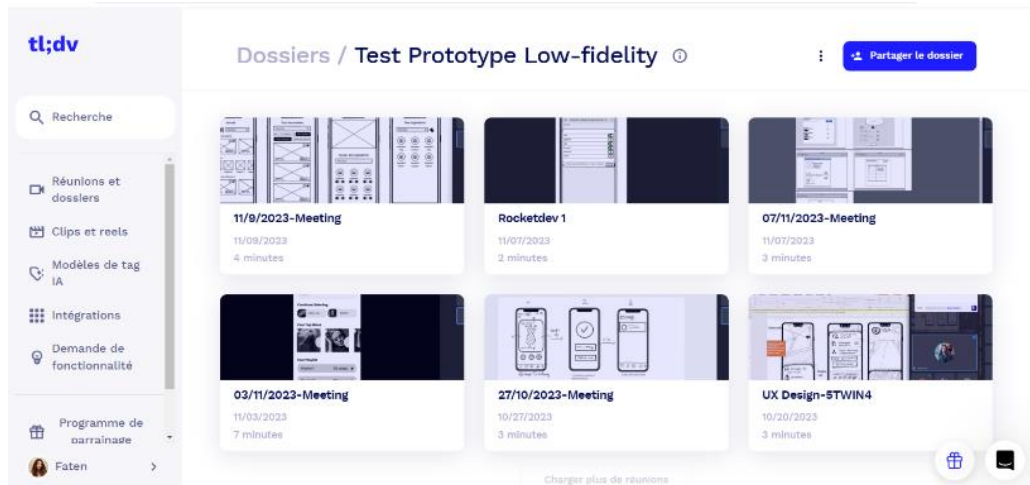 tl;dv
Dossiers / Test Prototype Low-fidelity
Partager le dossier
Recherche
Réunions et
dossiers
Clips et reels
Modèles de tag
IA
Intégrations
Demande de
fonctionnalité
Programme de
parrainage
Faten
11/9/2023-Meeting
11/09/2023
4 minutes
Rocketdev 1
11/07/2023
2 minutes
07/11/2023-Meeting
11/07/2023
3 minutes
03/11/2023-Meeting
11/03/2023
7 minutes
27/10/2023-Meeting
10/27/2023
3 minutes
UX Design-5TWIN4
10/20/2023
3 minutes
Charger plus de réunions